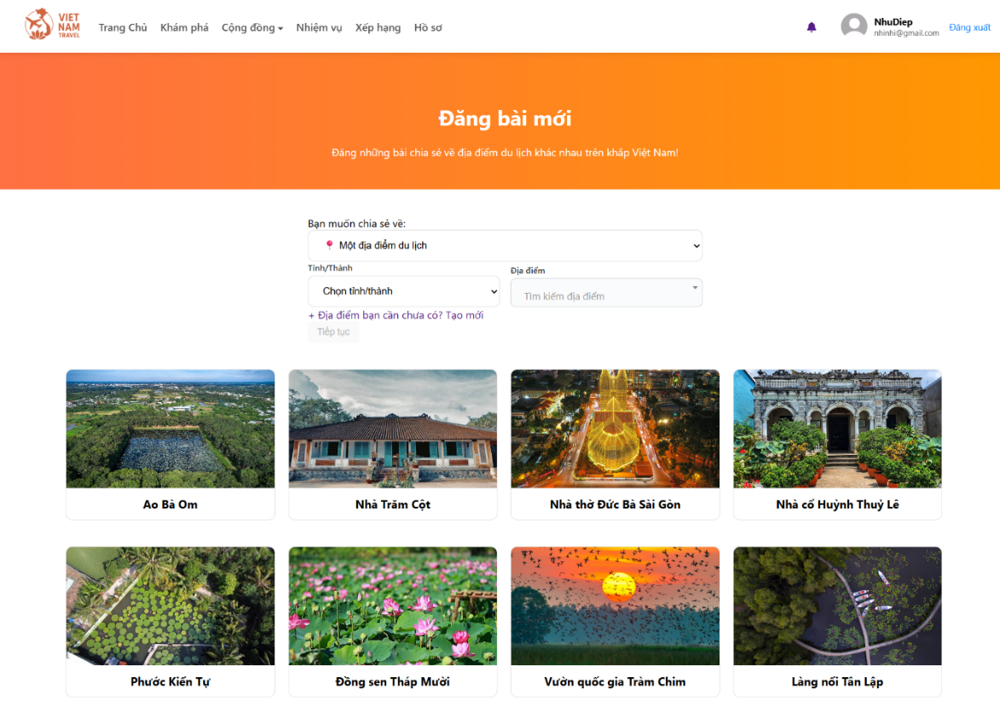 VIET
NAM
TRAVEL
Trang Chủ Khám phá Cộng đồng Nhiệm vụ Xếp hạng Hồ sơ
NhuDiep
nhinhi@gmail.com
Đăng xuất
Đăng bài mới
Đăng những bài chia sẻ về địa điểm du lịch khác nhau trên khắp Việt Nam!
Bạn muốn chia sẻ về:
Một địa điểm du lịch
Tỉnh/Thành
Địa điểm
Chọn tỉnh/thành
Tìm kiếm địa điểm
+ Địa điểm bạn cần chưa có? Tạo mới
Tiếp tục
Ao Bà Om
Nhà Trăm Cột
Nhà thờ Đức Bà Sài Gòn
Nhà cổ Huỳnh Thuỷ Lê
Phước Kiển Tự
Đồng sen Tháp Mười
Vườn quốc gia Tràm Chim
Làng nổi Tân Lập